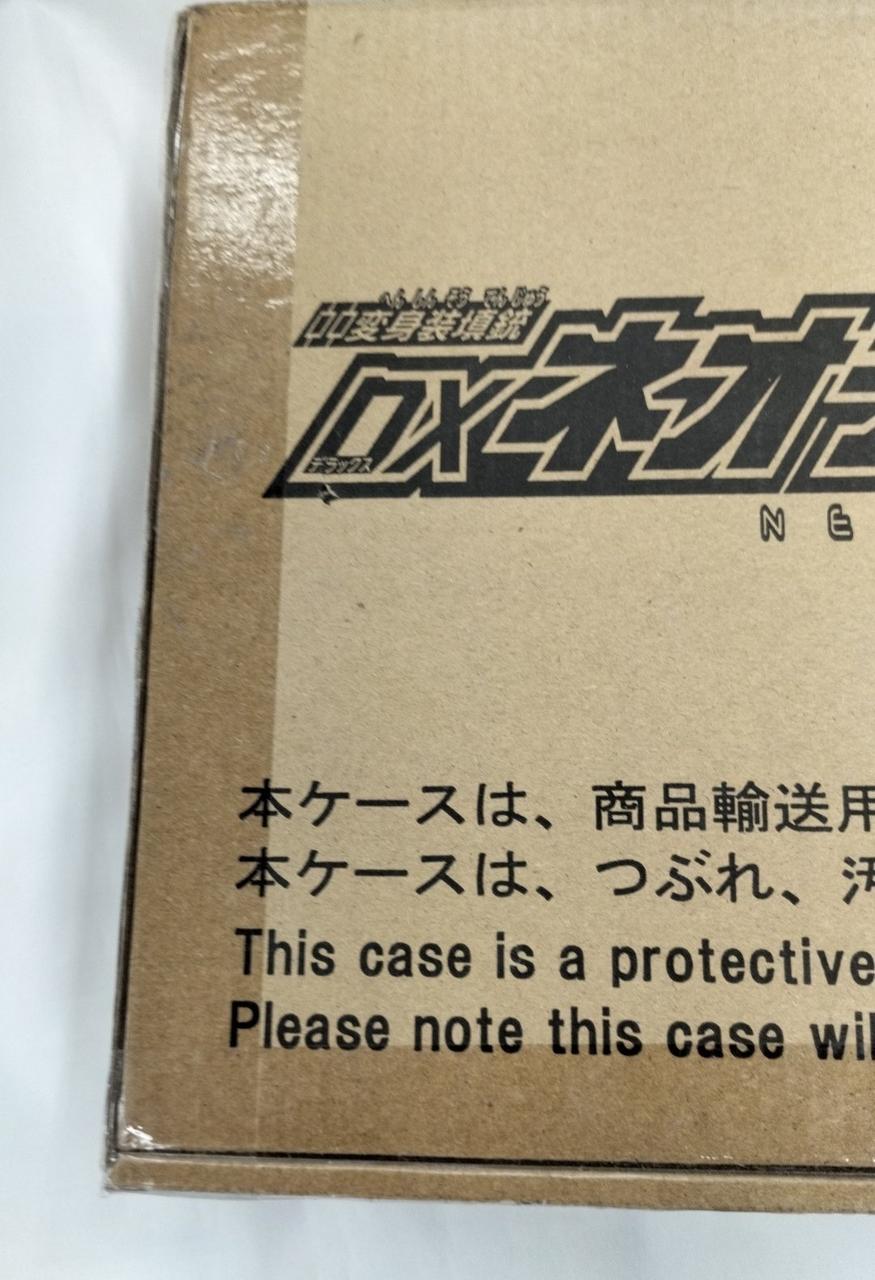 へんしんそうてんじゅう
変身装填銃
DXネオ
デラックス
NE
本ケースは、商品輸送用
本ケースは、つぶれ、汚
This case is a protective
Please note this case wil